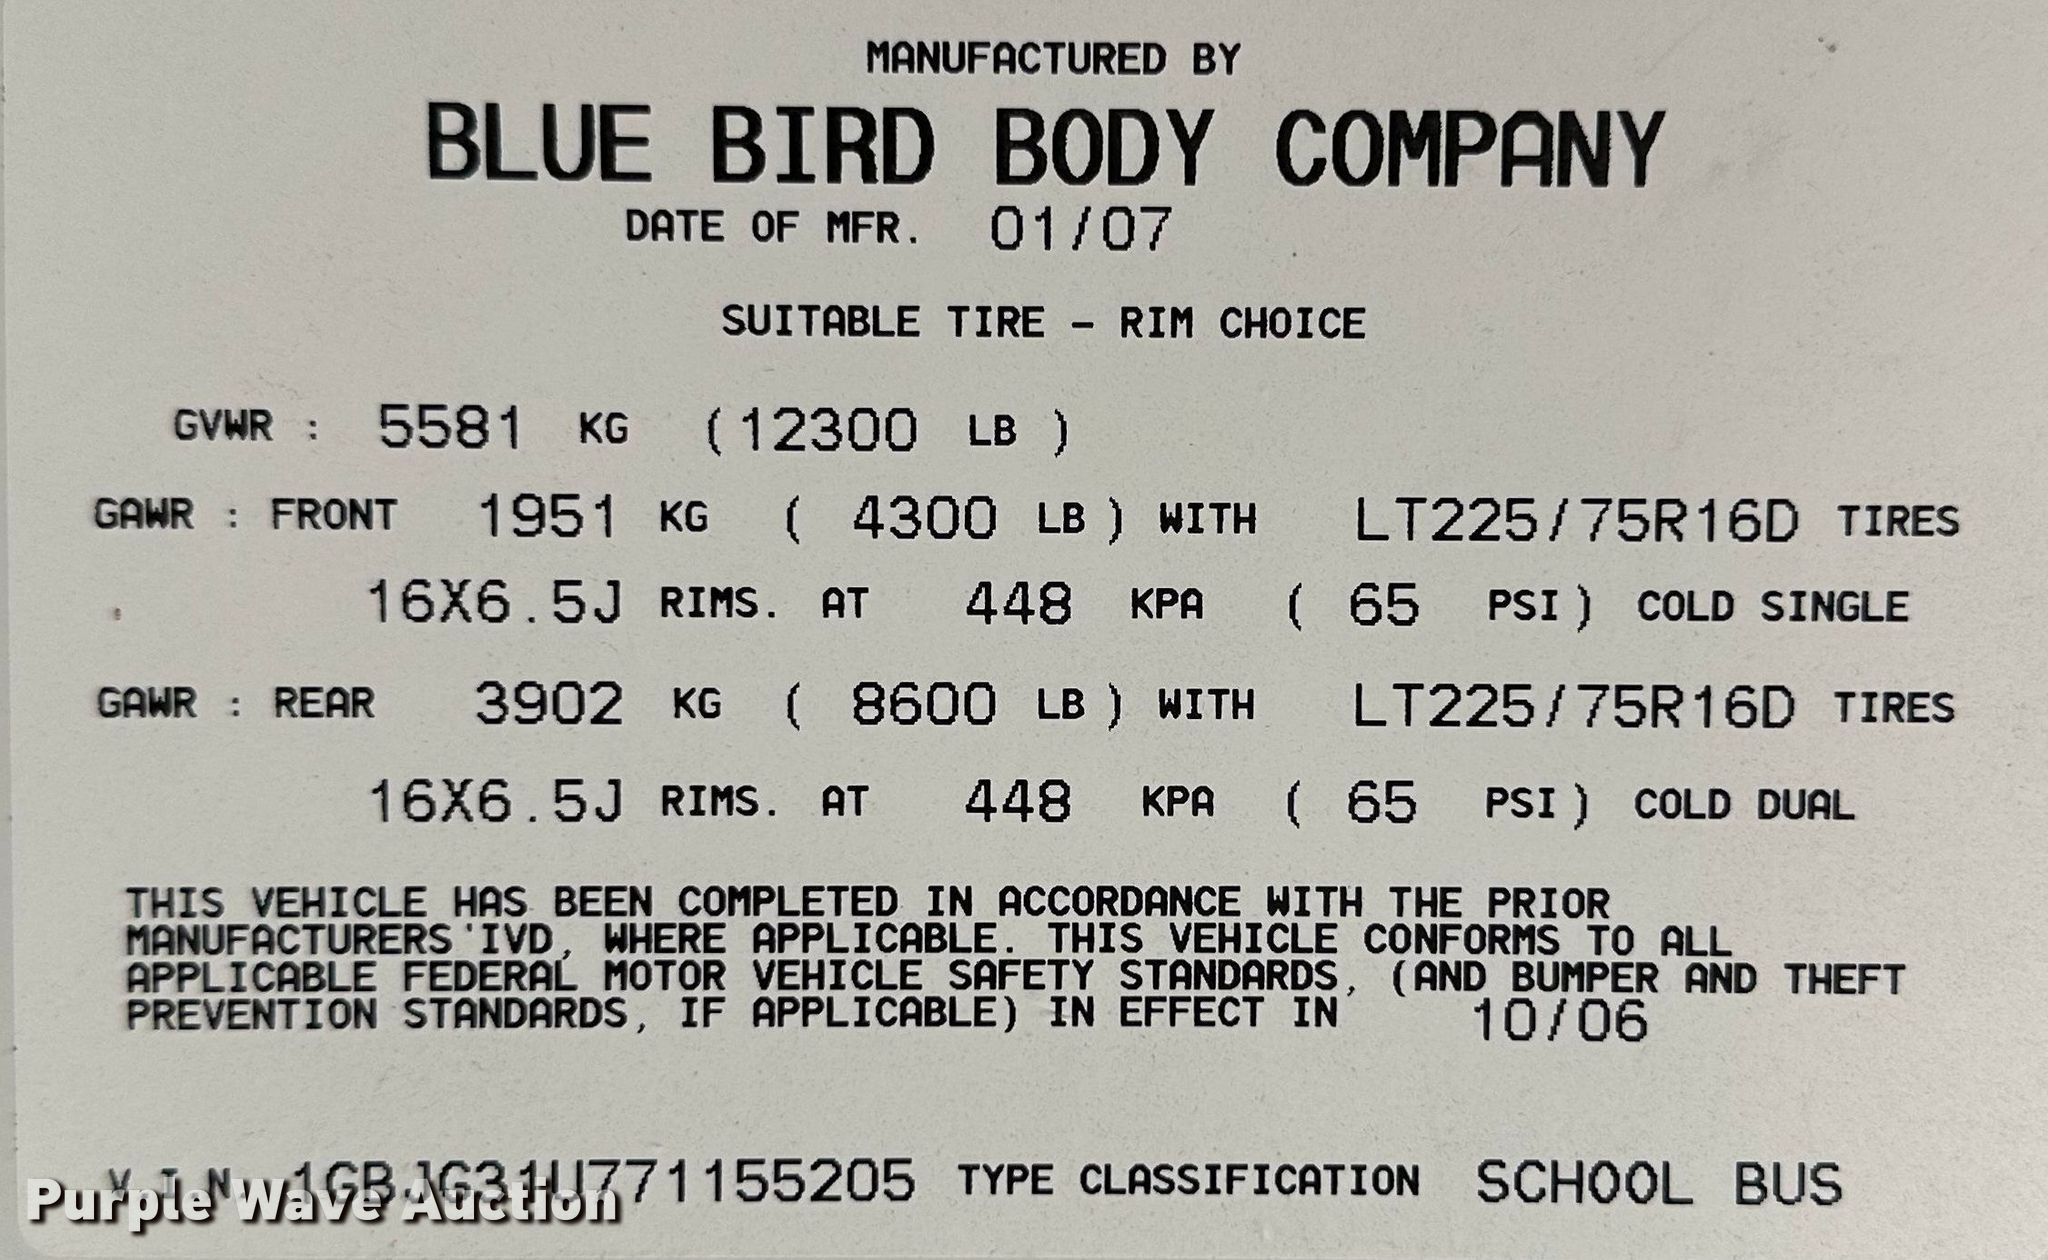 MANUFACTURED BY
BLUE BIRD BODY COMPANY
DATE OF MFR. 01/07
SUITABLE TIRE - RIM CHOICE
GVWR : 5581 KG (12300 LB )
GAWR : FRONT 1951 KG ( 4300 LB ) WITH LT225/75R16D TIRES
16X6.5J RIMS. AT 448 KPA ( 65 PSI ) COLD SINGLE
GAWR : REAR 3902 KG ( 8600 LB ) WITH LT225/75R16D TIRES
16X6.5J RIMS. AT 448 KPA ( 65 PSI ) COLD DUAL
THIS VEHICLE HAS BEEN COMPLETED IN ACCORDANCE WITH THE PRIOR
MANUFACTURERS'IVD, WHERE APPLICABLE. THIS VEHICLE CONFORMS TO ALL
APPLICABLE FEDERAL MOTOR VEHICLE SAFETY STANDARDS, (AND BUMPER AND THEFT
PREVENTION STANDARDS, IF APPLICABLE) IN EFFECT IN 10/06
V.I.N. 1GBJG31U771155205 TYPE CLASSIFICATION SCHOOL BUS
Purple Wave Auction